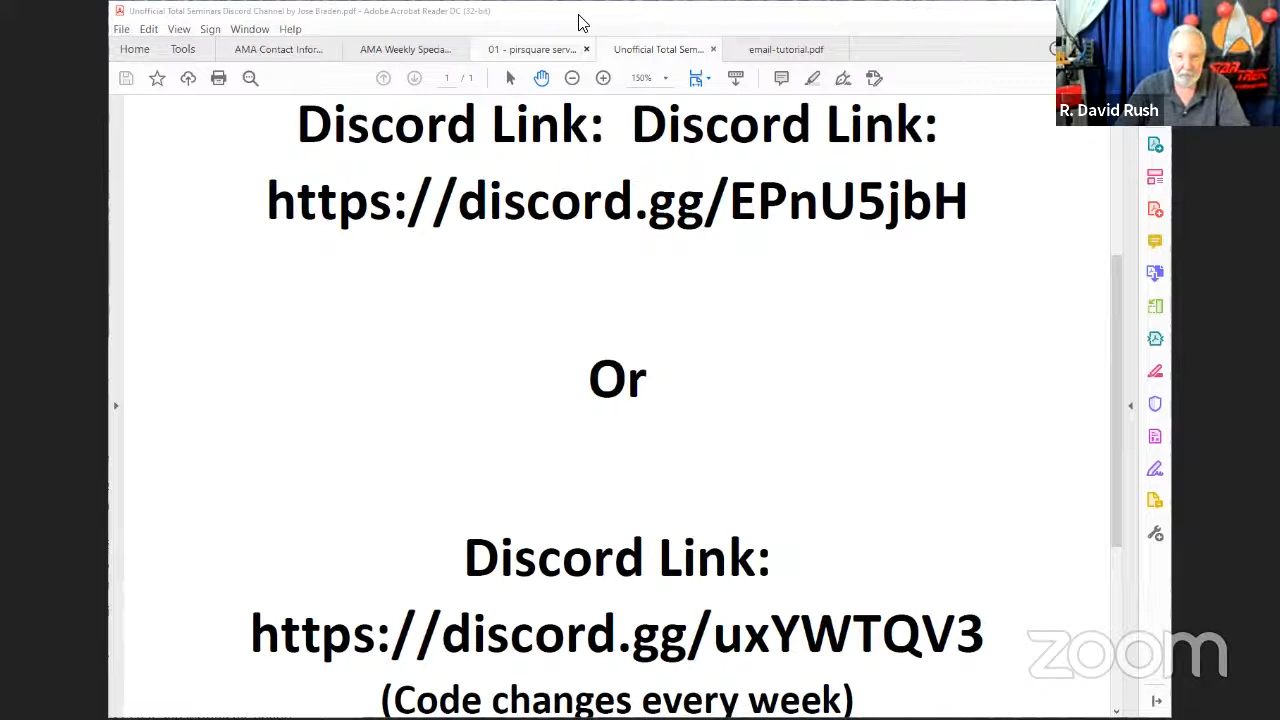 Unofficial Total Seminars Discord Channel by Jose Braden.pdf - Adobe Acrobat Reader DC (32-bit)
File Edit View Sign Window Help
Home Tools AMA Contact Infor... AMA Weekly Specia... 01 - pirsquare serv... × Unofficial Total Sem... × email-tutorial.pdf
1 / 1 150%
STAR TREK
R. David Rush
Discord Link: Discord Link:
https://discord.gg/EPnU5jbH
Or
Discord Link:
https://discord.gg/uxYWTQV3
(Code changes every week)
zoom